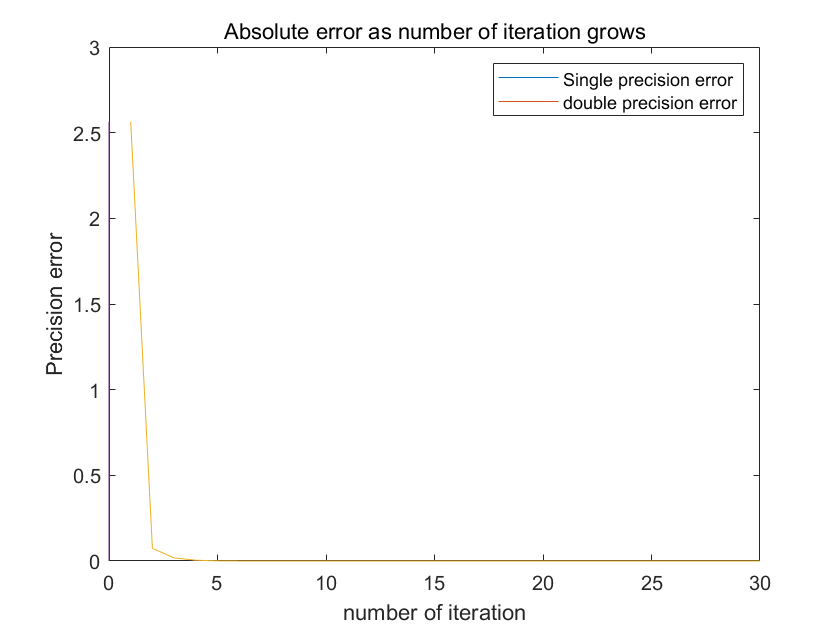 Absolute error as number of iteration grows
3
2.5
2
1.5
1
0.5
0
Precision error
Single precision error
double precision error
0 5 10 15 20 25 30
number of iteration